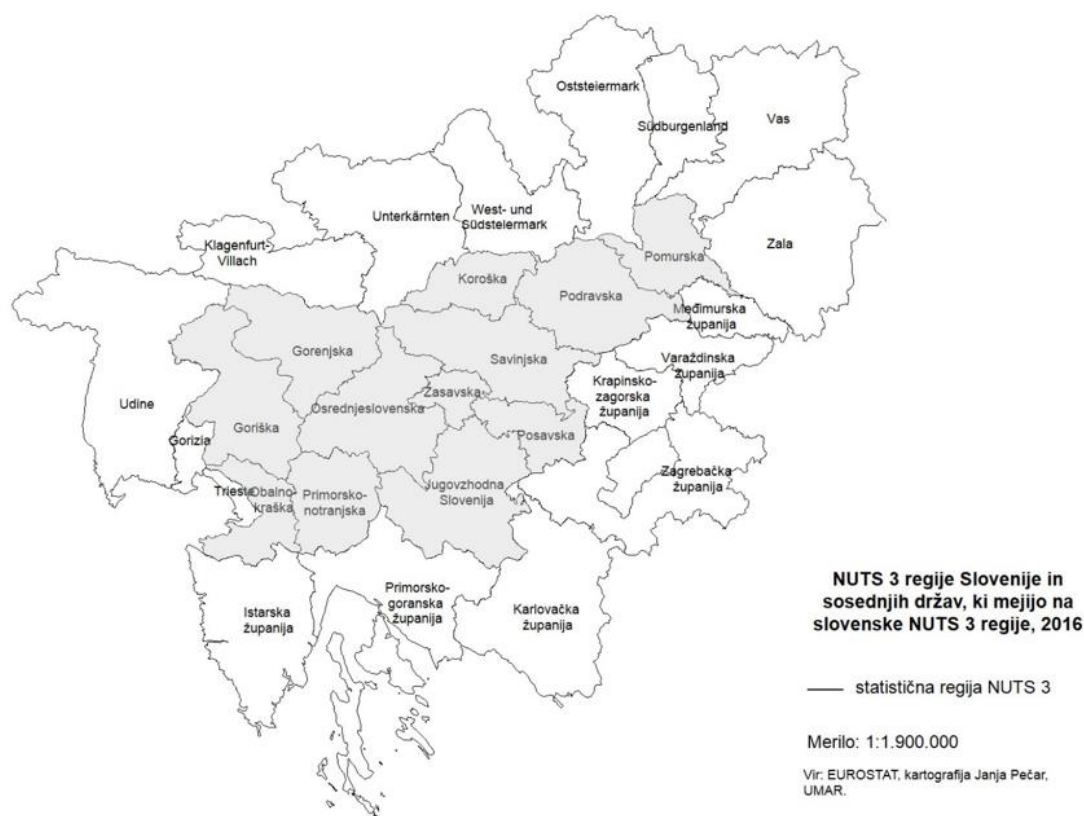 Oststeiermark
Südburgenland
Vas
Unterkärnten
West- und
Südsteiermark
Klagenfurt-
Villach
Zala
Pomurska
Koroška
Podravska
Međimurska
županija
Gorenjska
Savinjska
Varaždinska
županija
Zasavska
Krapinsko-
zagorska
županija
Udine
Osrednjeslovenska
Goriška
Posavska
Gorizia
Zagrebačka
županija
Trieste
Obalno-
kraška
Primorsko-
notranjska
Jugovzhodna
Slovenija
Istarska
županija
Primorsko-
goranska
županija
Karlovačka
županija
NUTS 3 regije Slovenije in
sosednjih držav, ki mejijo na
slovenske NUTS 3 regije, 2016
statistična regija NUTS 3
Merilo: 1:1.900.000
Vir: EUROSTAT, kartografija Janja Pečar,
UMAR.